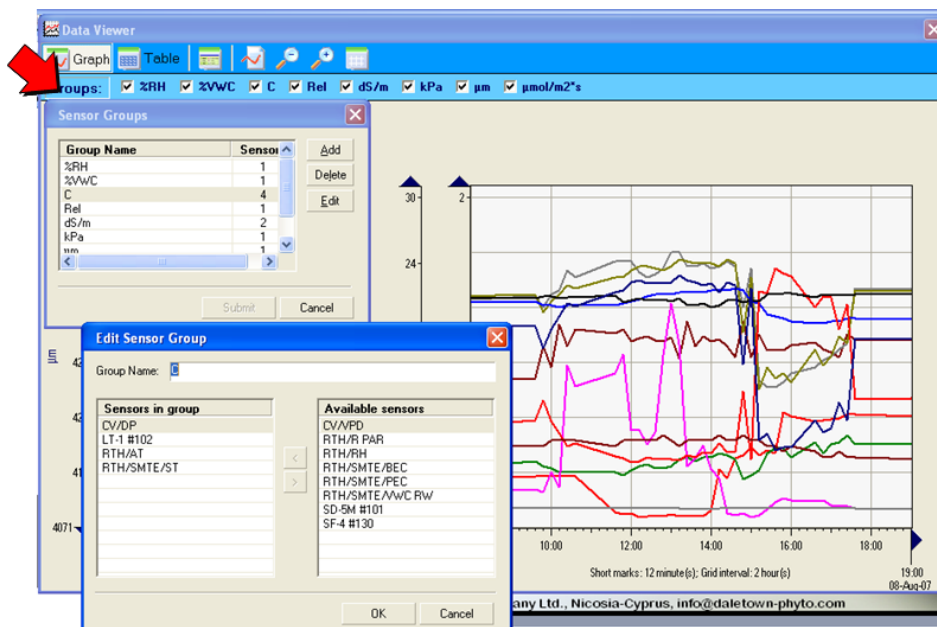 Data Viewer
Graph Table
Groups: %RH %VWC C Rel dS/m kPa µm µmol/m2*s
Sensor Groups
Group Name Sensor
%RH 1
%VWC 1
C 4
Rel 1
dS/m 2
kPa 1
µm 1
Add
Delete
Edit
Submit Cancel
Edit Sensor Group
Group Name: C
Sensors in group
CV/DP
LT-1 #102
RTH/AT
RTH/SMTE/ST
<
>
Available sensors
CV/VPD
RTH/R PAR
RTH/RH
RTH/SMTE/BEC
RTH/SMTE/PEC
RTH/SMTE/VWC RW
SD-5M #101
SF-4 #130
OK Cancel
µm
4071
30
24
2
10:00 12:00 14:00 16:00 18:00
Short marks: 12 minute(s); Grid interval: 2 hour(s)
19:00
08-Aug-07
any Ltd., Nicosia-Cyprus, info@daletown-phyto.com